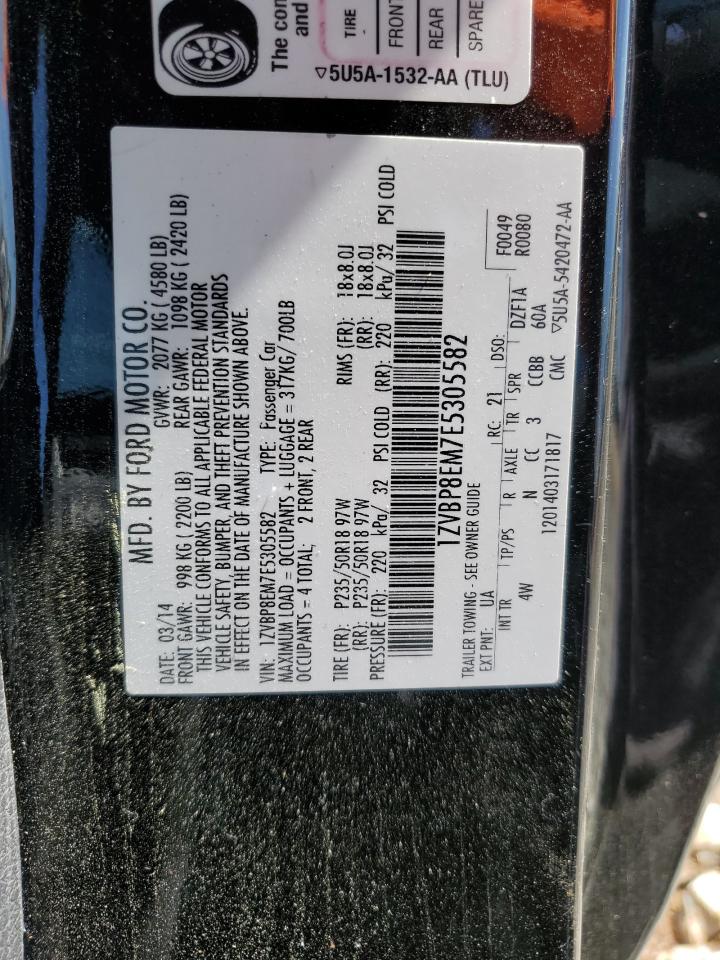 The con
and
TIRE
FRONT
REAR
SPARE
▽5U5A-1532-AA (TLU)
MFD. BY FORD MOTOR CO.
DATE: 03/14 GVWR: 2077 KG ( 4580 LB)
FRONT GAWR: 998 KG ( 2200 LB) REAR GAWR: 1098 KG ( 2420 LB)
THIS VEHICLE CONFORMS TO ALL APPLICABLE FEDERAL MOTOR
VEHICLE SAFETY, BUMPER, AND THEFT PREVENTION STANDARDS
IN EFFECT ON THE DATE OF MANUFACTURE SHOWN ABOVE.
VIN: 1ZVBP8EM7E5305582 TYPE: Passenger Car
MAXIMUM LOAD = OCCUPANTS + LUGGAGE = 317KG/ 700LB
OCCUPANTS = 4 TOTAL; 2 FRONT, 2 REAR
TIRE (FR): P235/50R18 97W RIMS (FR): 18x8.0J
(RR): P235/50R18 97W (RR): 18x8.0J
PRESSURE (FR): 220 kPa/ 32 PSI COLD (RR): 220 kPa/ 32 PSI COLD
1ZVBP8EM7E5305582
TRAILER TOWING - SEE OWNER GUIDE
EXT PNT: UA RC: 21 DSO: F0049
R0080
INT TR TP/PS R AXLE TR SPR DZF1A
4W N CC 3 CCBB 60A
1201403171817 CMC ▽5U5A-5420472-AA